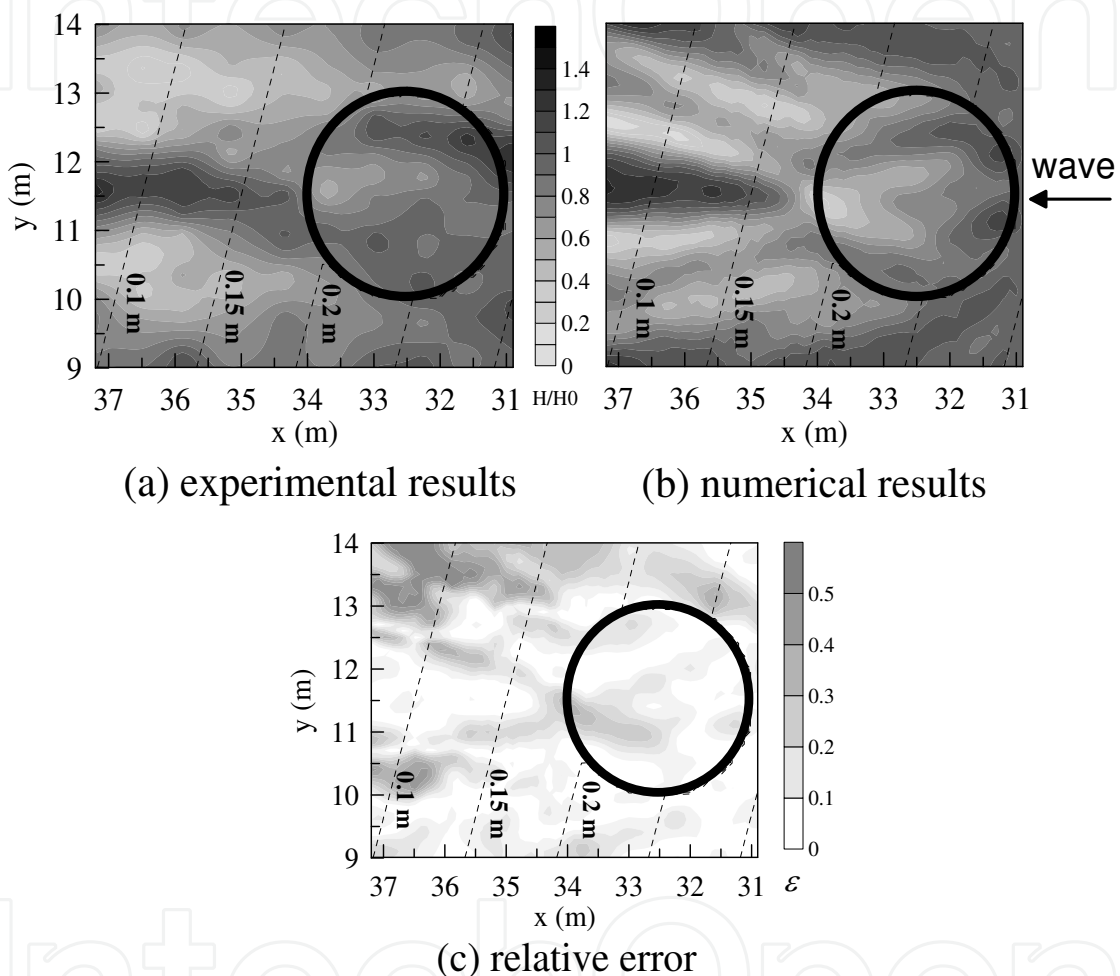 14
13
12
11
10
9
y (m)
0.1 m
0.15 m
0.2 m
37 36 35 34 33 32 31
x (m)
1.4
1.2
1
0.8
0.6
0.4
0.2
0
H/H0
(a) experimental results
14
13
12
11
10
9
y (m)
0.1 m
0.15 m
0.2 m
37 36 35 34 33 32 31
x (m)
wave
(b) numerical results
14
13
12
11
10
9
y (m)
0.1 m
0.15 m
0.2 m
37 36 35 34 33 32 31
x (m)
0.5
0.4
0.3
0.2
0.1
0
ε
(c) relative error